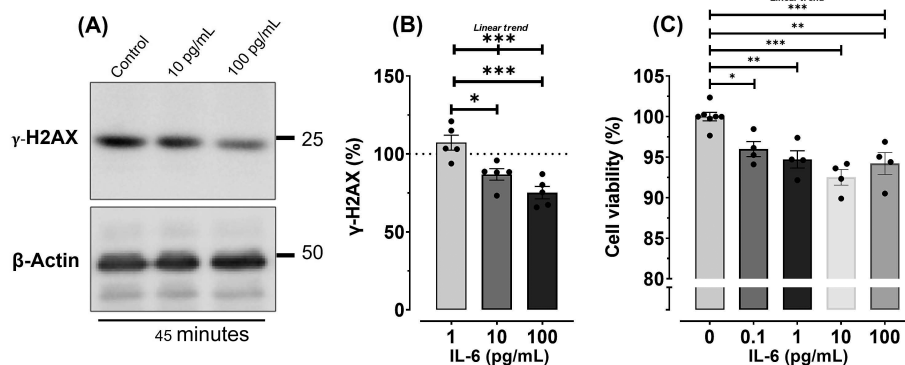 (A)
Control
10 pg/mL
100 pg/mL
γ-H2AX
25
β-Actin
50
45 minutes
(B)
Linear trend
***
***
*
150
100
50
0
γ-H2AX (%)
1 10 100
IL-6 (pg/mL)
(C)
Linear trend
***
**
***
**
*
105
100
95
90
85
80
Cell viability (%)
0 0.1 1 10 100
IL-6 (pg/mL)